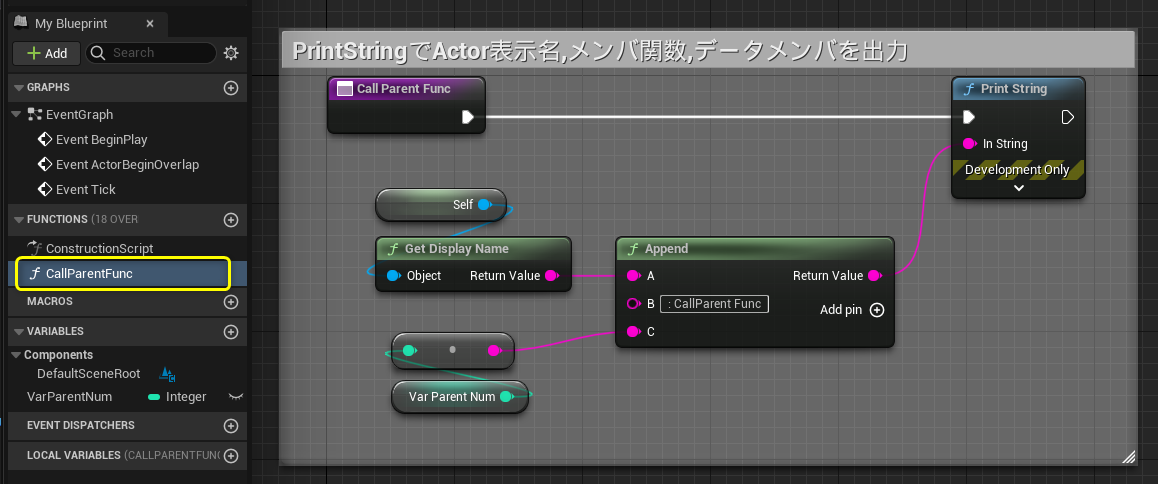 My Blueprint
Add
Search
GRAPHS
EventGraph
Event BeginPlay
Event ActorBeginOverlap
Event Tick
FUNCTIONS (18 OVER
ConstructionScript
CallParentFunc
MACROS
VARIABLES
Components
DefaultSceneRoot
VarParentNum Integer
EVENT DISPATCHERS
LOCAL VARIABLES (CALLPARENTFUNC
PrintStringでActor表示名,メンバ関数,データメンバを出力
Call Parent Func
Print String
In String
Development Only
Self
Get Display Name
Object Return Value
Append
A Return Value
B : CallParent Func
Add pin
C
Var Parent Num